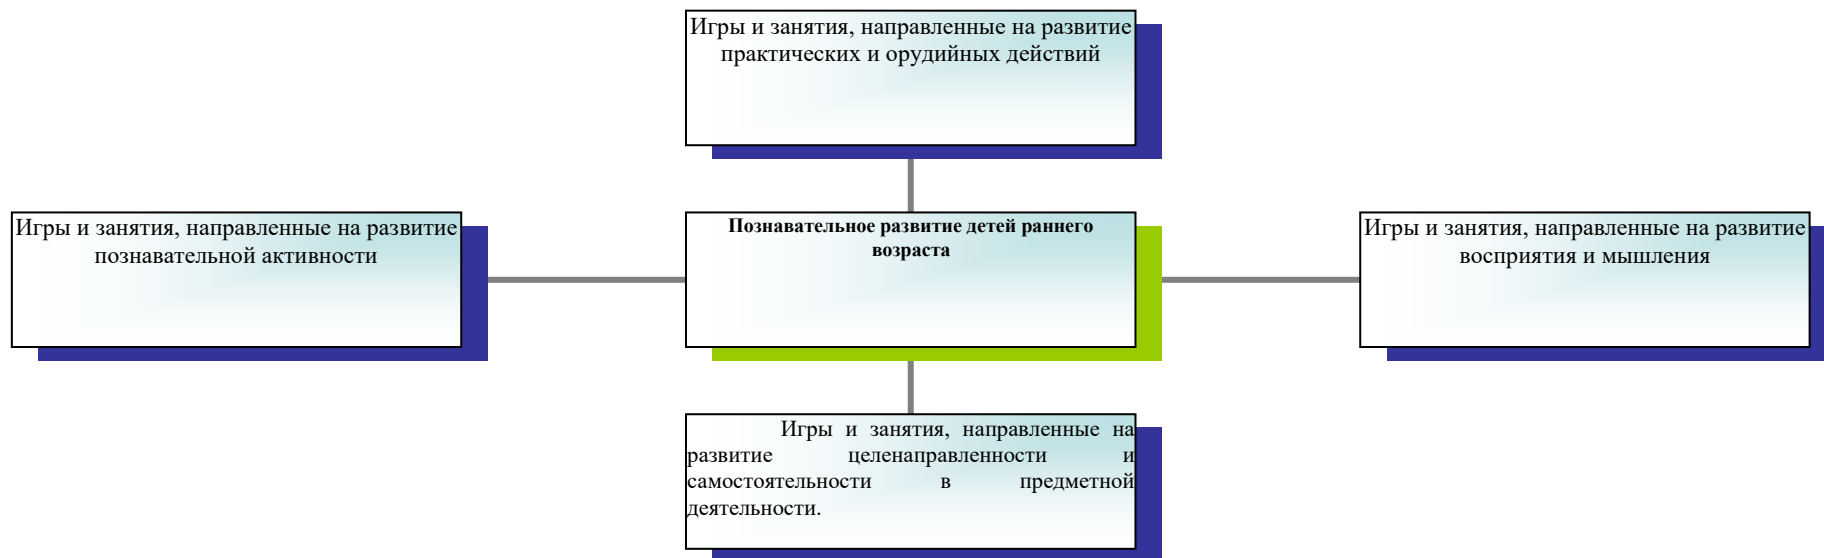 Игры и занятия, направленные на развитие
практических и орудийных действий
Игры и занятия, направленные на развитие
познавательной активности
Познавательное развитие детей раннего
возраста
Игры и занятия, направленные на развитие
восприятия и мышления
Игры и занятия, направленные на
развитие целенаправленности и
самостоятельности в предметной
деятельности.